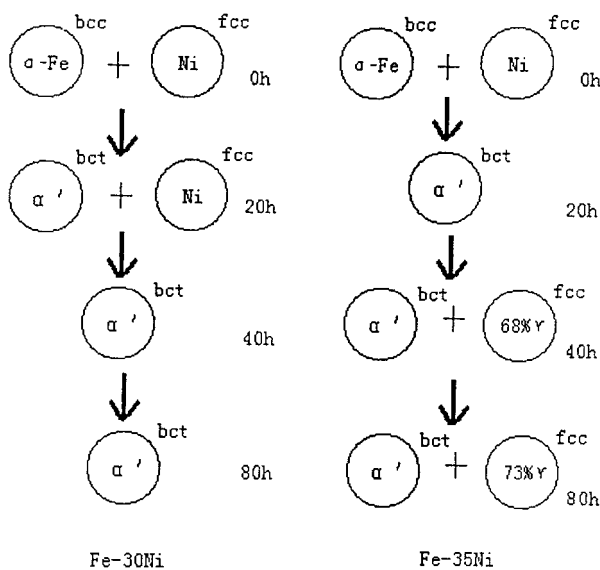 bcc fcc bcc fcc
α-Fe + Ni α-Fe + Ni
0h 0h
bct fcc bct
α ′ + Ni α ′
20h 20h
bct bct fcc
α ′ α ′ + 68%γ
40h 40h
bct bct fcc
α ′ α ′ + 73%γ
80h 80h
Fe-30Ni Fe-35Ni